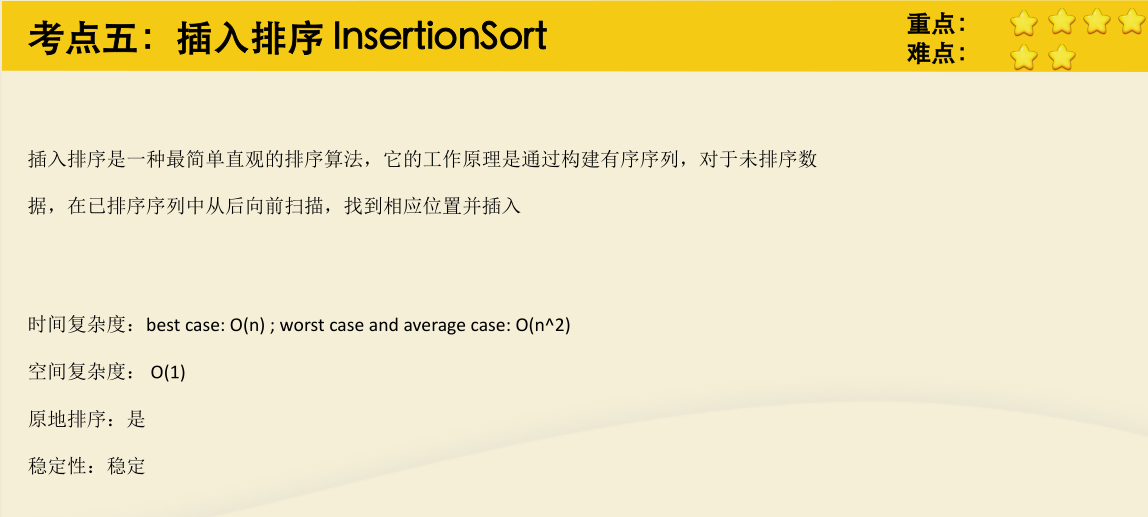 考点五：插入排序 InsertionSort
重点：
难点：
插入排序是一种最简单直观的排序算法，它的工作原理是通过构建有序序列，对于未排序数
据，在已排序序列中从后向前扫描，找到相应位置并插入
时间复杂度：best case: O(n) ; worst case and average case: O(n^2)
空间复杂度： O(1)
原地排序：是
稳定性：稳定